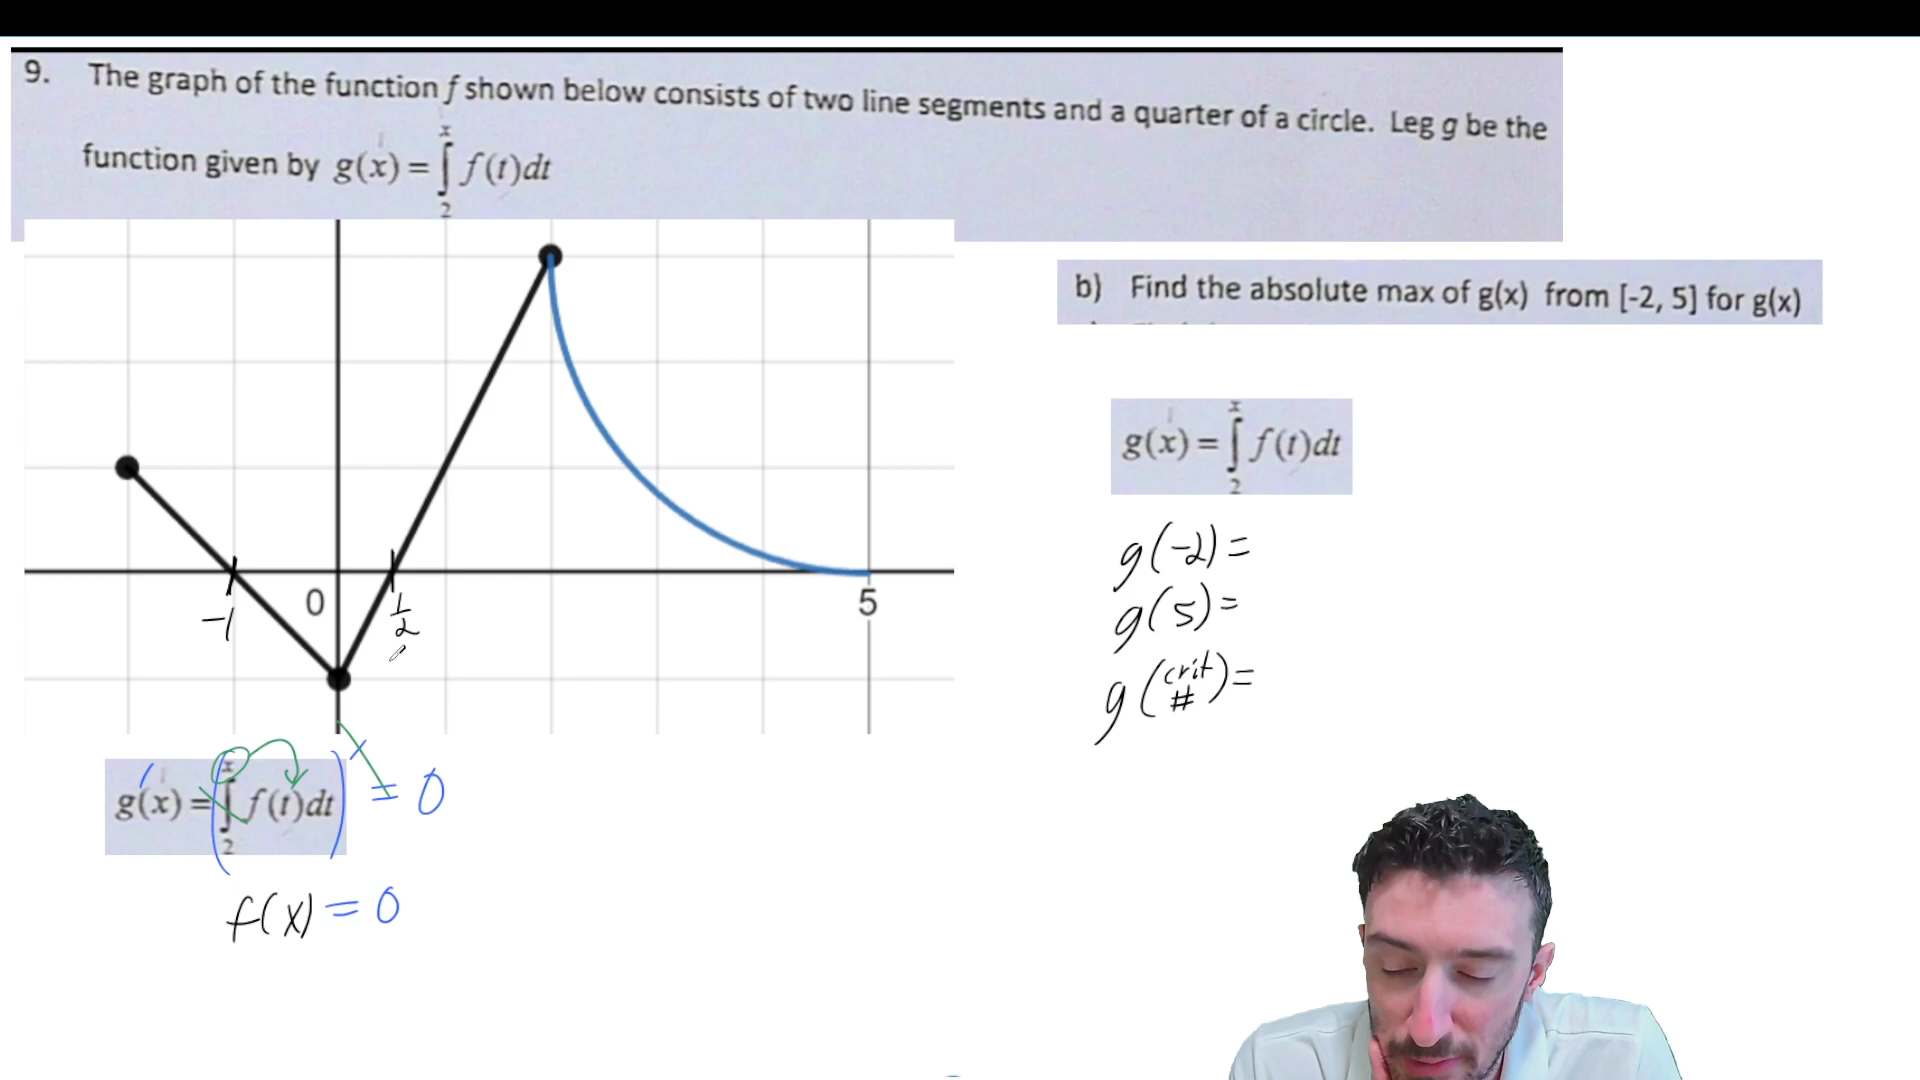 9. The graph of the function f shown below consists of two line segments and a quarter of a circle. Leg g be the
function given by g(x) = ∫₂ˣ f(t)dt
b) Find the absolute max of g(x) from [-2, 5] for g(x)
g(x) = ∫₂ˣ f(t)dt
g(-2) =
g(5) =
g(crit #) =
-1
0
1/2
5
g'(x) = (∫₂ˣ f(t)dt)' = 0
f(x) = 0